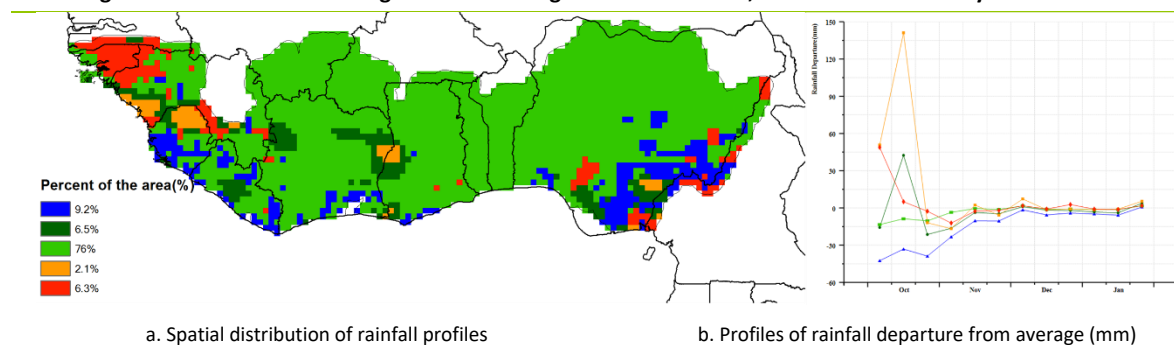 Percent of the area(%)
9.2%
6.5%
76%
2.1%
6.3%
Rainfall Departure(mm)
150
120
90
60
30
0
-30
-60
Oct
Nov
Dec
Jan
a. Spatial distribution of rainfall profiles
b. Profiles of rainfall departure from average (mm)